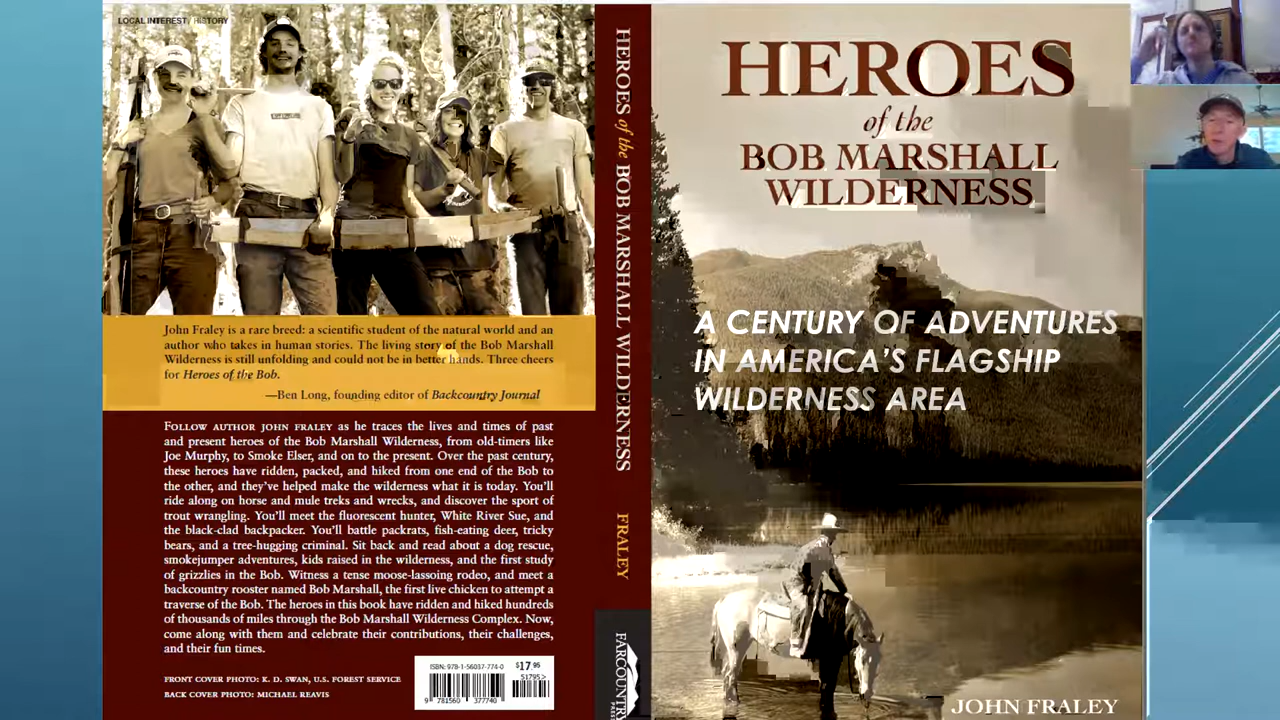 LOCAL INTEREST/HISTORY
John Fraley is a rare breed: a scientific student of the natural world and an
author who takes in human stories. The living story of the Bob Marshall
Wilderness is still unfolding and could not be in better hands. Three cheers
for Heroes of the Bob.
—Ben Long, founding editor of Backcountry Journal
FOLLOW AUTHOR JOHN FRALEY as he traces the lives and times of past
and present heroes of the Bob Marshall Wilderness, from old-timers like
Joe Murphy, to Smoke Elser, and on to the present. Over the past century,
these heroes have ridden, packed, and hiked from one end of the Bob to
the other, and they've helped make the wilderness what it is today. You'll
ride along on horse and mule treks and wrecks, and discover the sport of
trout wrangling. You'll meet the fluorescent hunter, White River Sue, and
the black-clad backpacker. You'll battle packrats, fish-eating deer, tricky
bears, and a tree-hugging criminal. Sit back and read about a dog rescue,
smokejumper adventures, kids raised in the wilderness, and the first study
of grizzlies in the Bob. Witness a tense moose-lassoing rodeo, and meet a
backcountry rooster named Bob Marshall, the first live chicken to attempt a
traverse of the Bob. The heroes in this book have ridden and hiked hundreds
of thousands of miles through the Bob Marshall Wilderness Complex. Now,
come along with them and celebrate their contributions, their challenges,
and their fun times.
FRONT COVER PHOTO: K. D. SWAN, U.S. FOREST SERVICE
BACK COVER PHOTO: MICHAEL REAVIS
ISBN: 978-1-56037-774-0 $17.95
51795>
9 781560 377740
HEROES of the BOB MARSHALL WILDERNESS
FRALEY
FARCOUNTRY
PRESS
HEROES
of the
BOB MARSHALL
WILDERNESS
A CENTURY OF ADVENTURES
IN AMERICA'S FLAGSHIP
WILDERNESS AREA
JOHN FRALEY